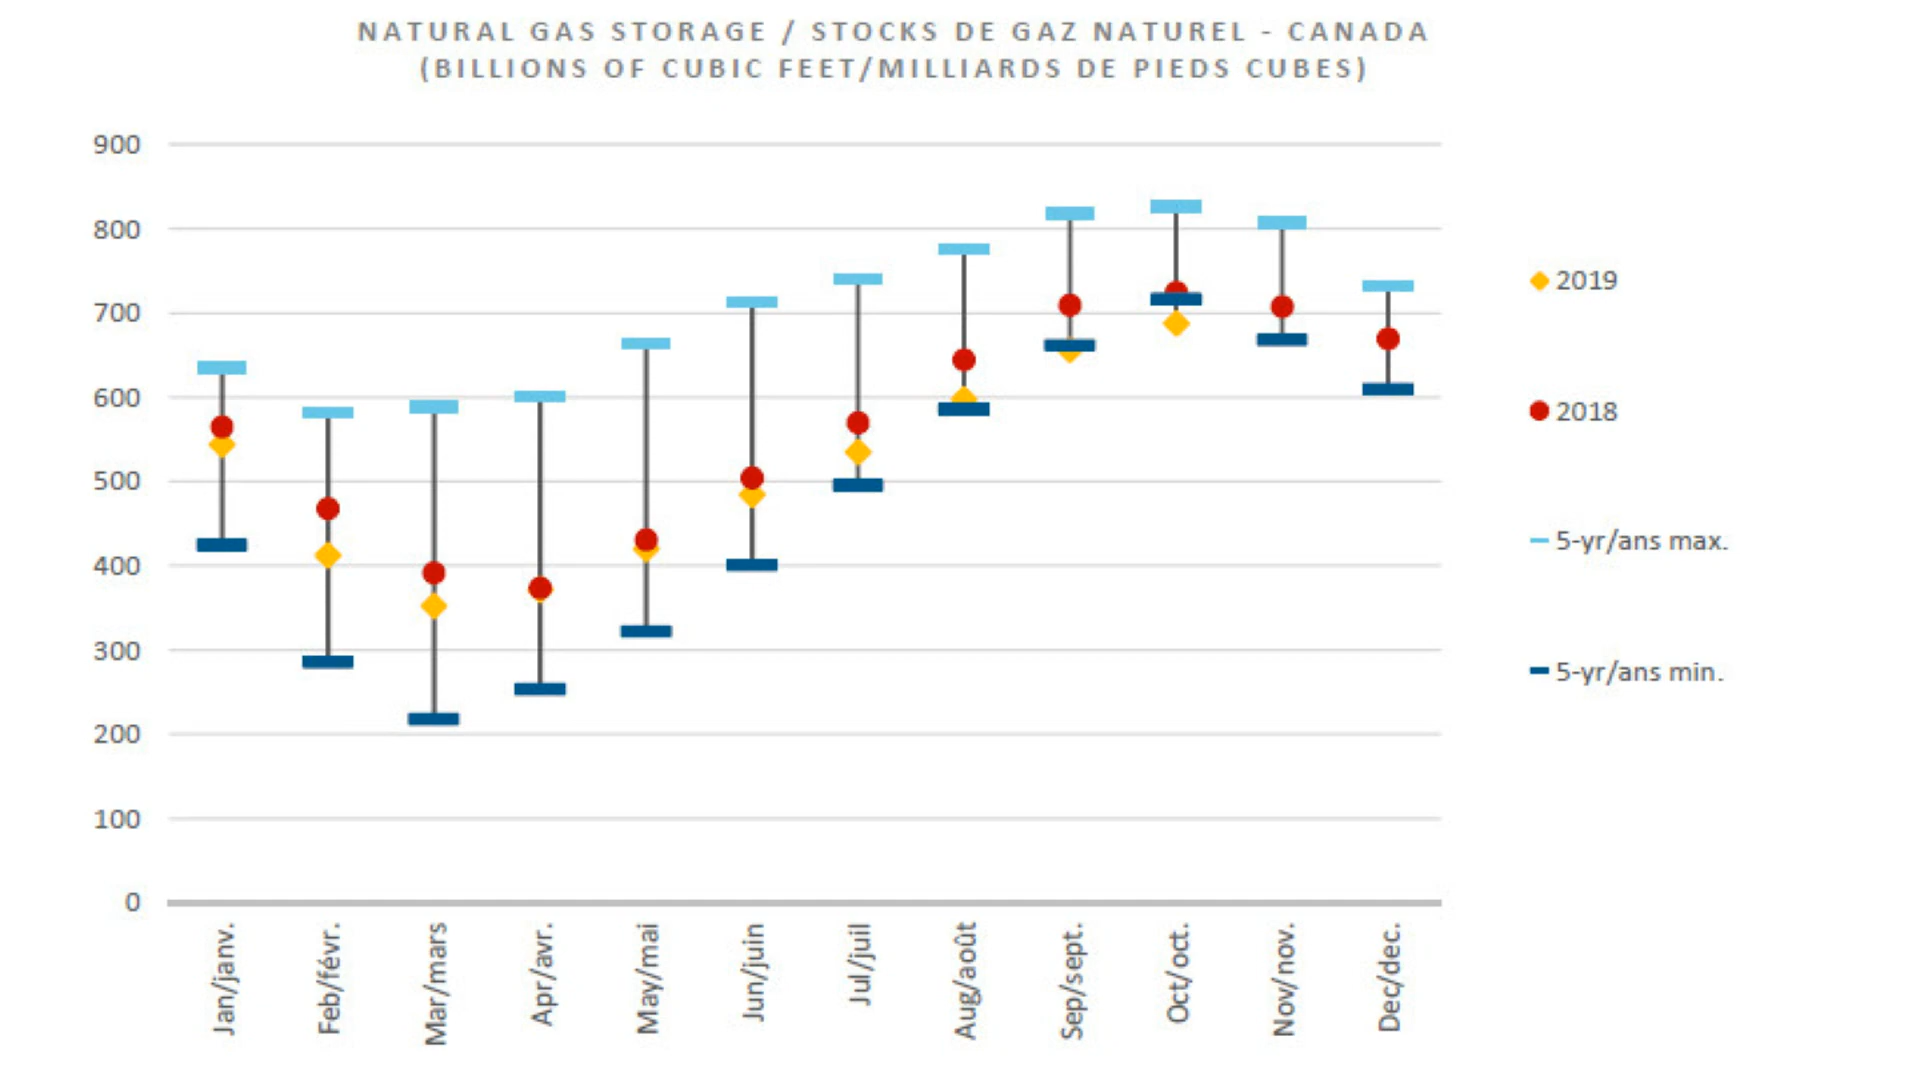 NATURAL GAS STORAGE / STOCKS DE GAZ NATUREL - CANADA
(BILLIONS OF CUBIC FEET/MILLIARDS DE PIEDS CUBES)
900
800
700
600
500
400
300
200
100
0
Jan/janv.
Feb/févr.
Mar/mars
Apr/avr.
May/mai
Jun/juin
Jul/juil
Aug/août
Sep/sept.
Oct/oct.
Nov/nov.
Dec/dec.
2019
2018
5-yr/ans max.
5-yr/ans min.